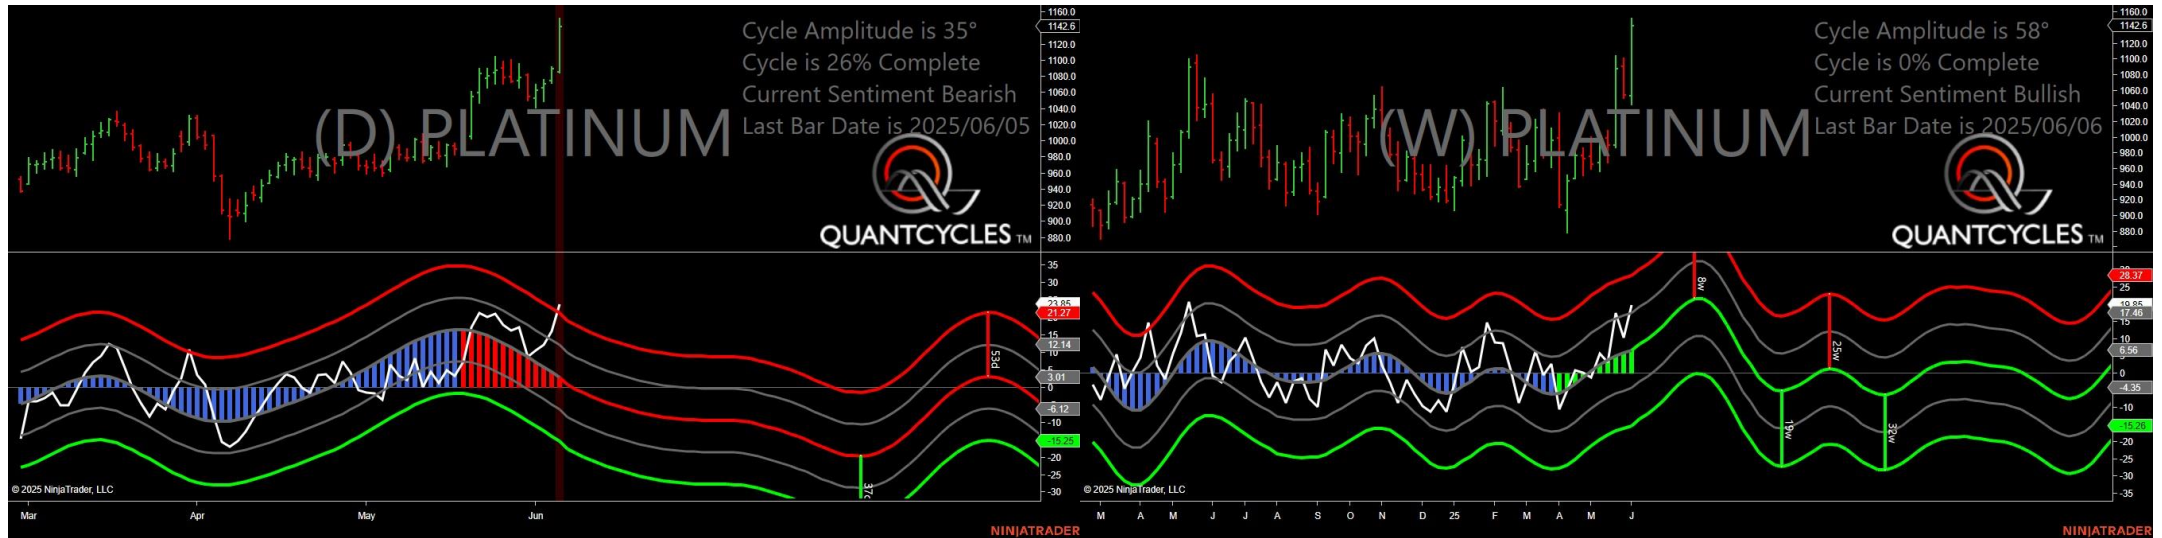 Cycle Amplitude is 35°
Cycle is 26% Complete
Current Sentiment Bearish
Last Bar Date is 2025/06/05
(D) PLATINUM
QUANTCYCLES TM
1160.0
1142.6
1120.0
1100.0
1080.0
1060.0
1040.0
1020.0
1000.0
980.0
960.0
940.0
920.0
900.0
880.0
35
30
25
23.85
21.27
15
12.14
10
5
3.01
0
-6.12
-10
-15.25
-20
-25
-30
53d
© 2025 NinjaTrader, LLC
Mar
Apr
May
Jun
NINJATRADER
Cycle Amplitude is 58°
Cycle is 0% Complete
Current Sentiment Bullish
Last Bar Date is 2025/06/06
(W) PLATINUM
QUANTCYCLES TM
1160.0
1142.6
1120.0
1100.0
1080.0
1060.0
1040.0
1020.0
1000.0
980.0
960.0
940.0
920.0
900.0
880.0
28.37
25
19.85
17.46
15
10
6.56
0
-4.35
-10
-15.26
-20
-25
-30
-35
8w
25w
19w
32w
© 2025 NinjaTrader, LLC
M A M J J A S O N D 25 F M A M J
NINJATRADER